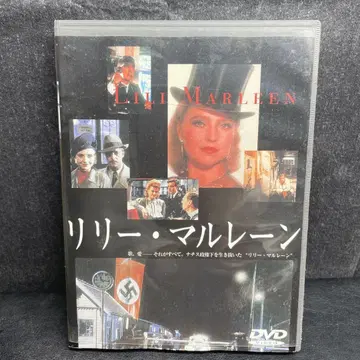 LILI MARLEEN
リリー・マルレーン
歌、愛――それがすべて。ナチス政権下を生き抜いた"リリー・マルレーン"
DVD